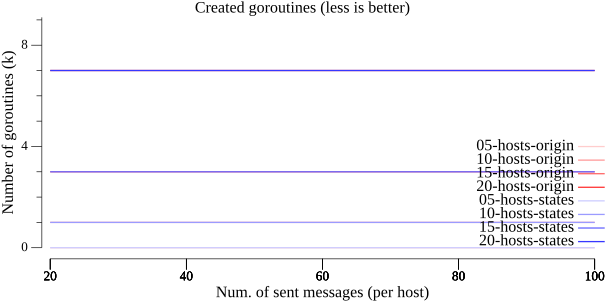 Created goroutines (less is better)
Number of goroutines (k)
8
4
0
05-hosts-origin
10-hosts-origin
15-hosts-origin
20-hosts-origin
05-hosts-states
10-hosts-states
15-hosts-states
20-hosts-states
20 40 60 80 100
Num. of sent messages (per host)